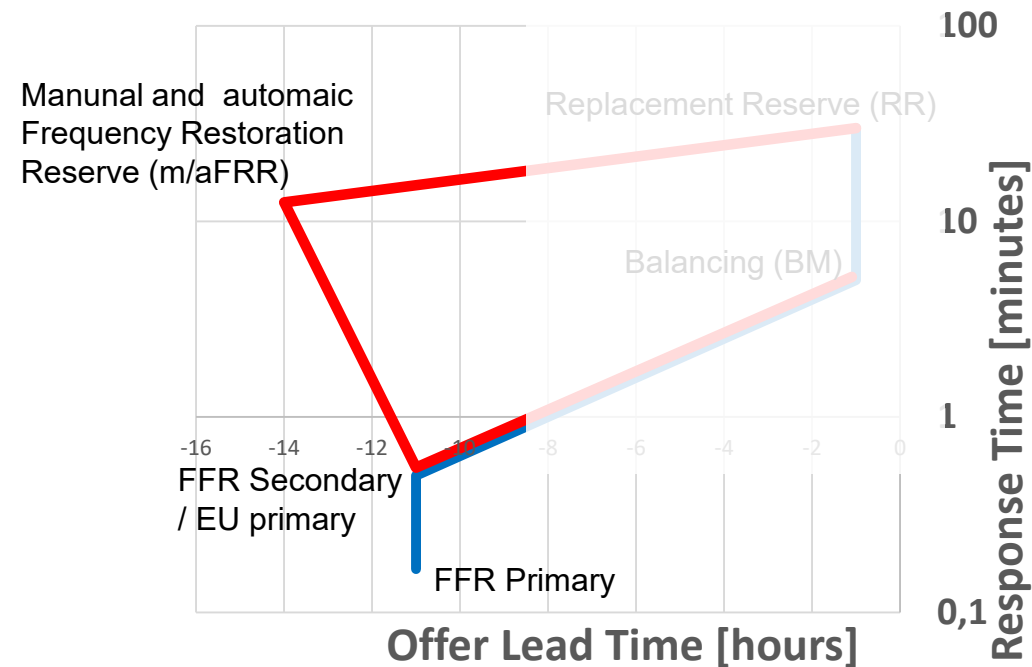 100
Manunal and automaic
Frequency Restoration
Reserve (m/aFRR)
Replacement Reserve (RR)
10
Balancing (BM)
1
-16 -14 -12 -10 -8 -6 -4 -2 0
FFR Secondary
/ EU primary
FFR Primary
0,1
Offer Lead Time [hours]
Response Time [minutes]